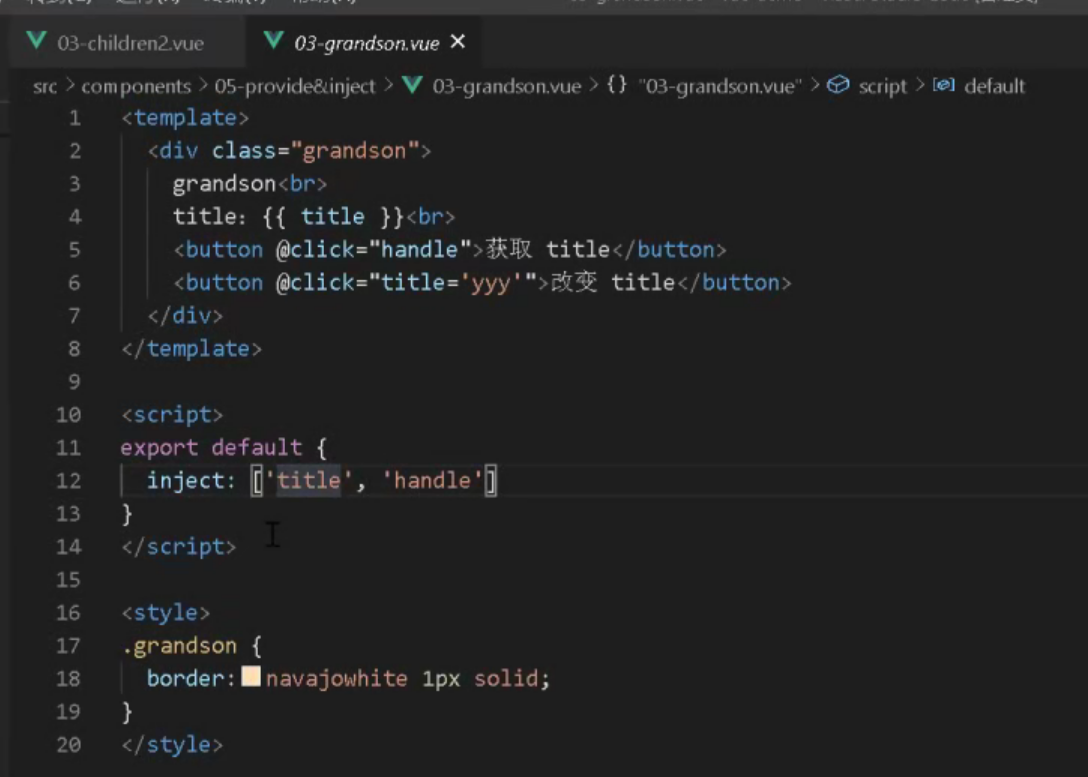 03-children2.vue 03-grandson.vue
src > components > 05-provide&inject > 03-grandson.vue > {} "03-grandson.vue" > script > default
1 <template>
2 <div class="grandson">
3 grandson<br>
4 title: {{ title }}<br>
5 <button @click="handle">获取 title</button>
6 <button @click="title='yyy'">改变 title</button>
7 </div>
8 </template>
9
10 <script>
11 export default {
12 inject: ['title', 'handle']
13 }
14 </script>
15
16 <style>
17 .grandson {
18 border: navajowhite 1px solid;
19 }
20 </style>